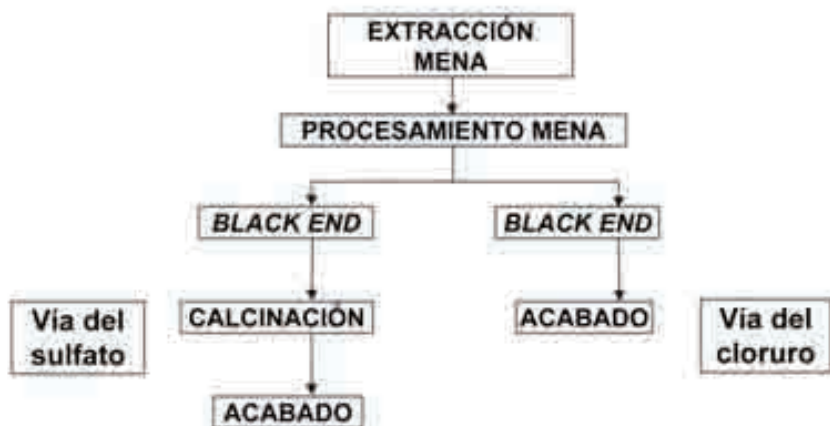 EXTRACCIÓN
MENA
PROCESAMIENTO MENA
BLACK END
BLACK END
Vía del
sulfato
CALCINACIÓN
ACABADO
Vía del
cloruro
ACABADO